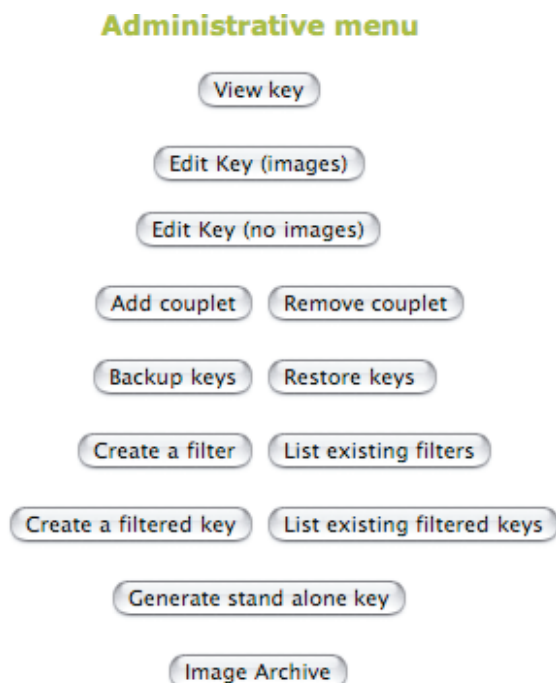 Administrative menu
View key
Edit Key (images)
Edit Key (no images)
Add couplet Remove couplet
Backup keys Restore keys
Create a filter List existing filters
Create a filtered key List existing filtered keys
Generate stand alone key
Image Archive